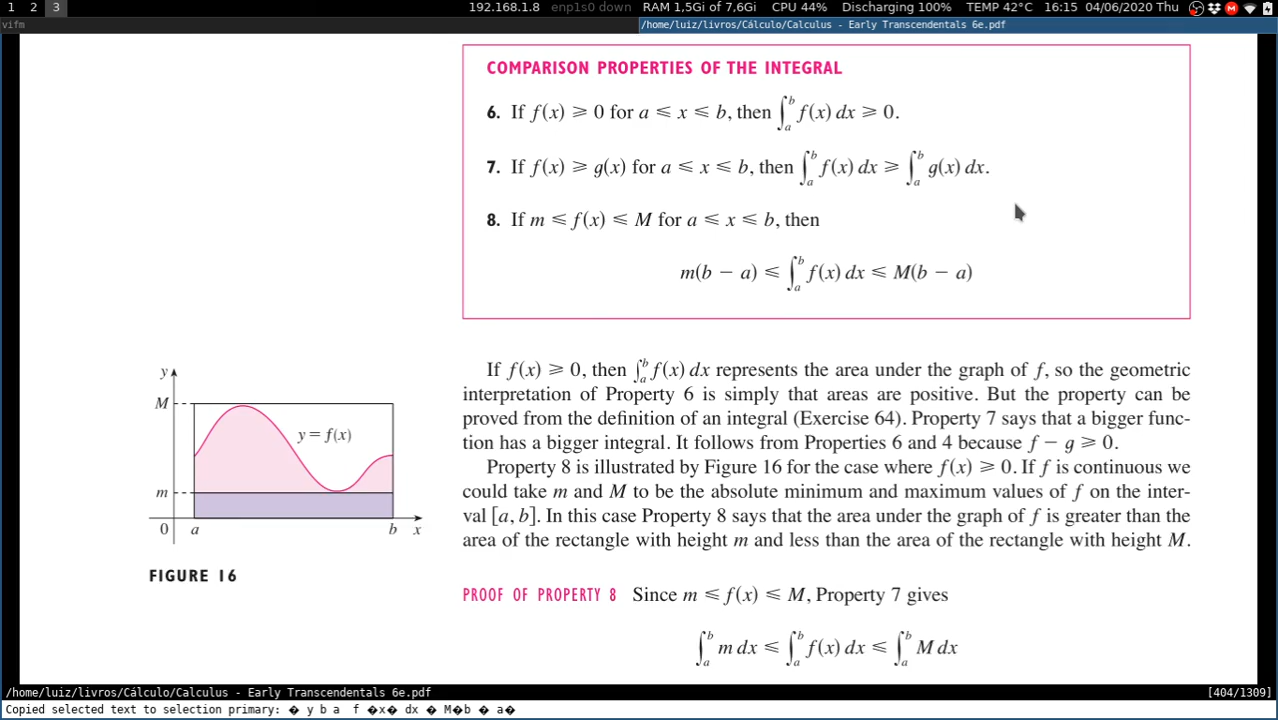 1 2 3 192.168.1.8 enp1s0 down RAM 1,5Gi of 7,6Gi CPU 44% Discharging 100% TEMP 42°C 16:15 04/06/2020 Thu
vifm /home/luiz/livros/Cálculo/Calculus - Early Transcendentals 6e.pdf
COMPARISON PROPERTIES OF THE INTEGRAL
6. If f(x) ≥ 0 for a ≤ x ≤ b, then ∫_a^b f(x) dx ≥ 0.
7. If f(x) ≥ g(x) for a ≤ x ≤ b, then ∫_a^b f(x) dx ≥ ∫_a^b g(x) dx.
8. If m ≤ f(x) ≤ M for a ≤ x ≤ b, then
m(b − a) ≤ ∫_a^b f(x) dx ≤ M(b − a)
y
M
y = f(x)
m
0 a b x
FIGURE 16
If f(x) ≥ 0, then ∫_a^b f(x) dx represents the area under the graph of f, so the geometric
interpretation of Property 6 is simply that areas are positive. But the property can be
proved from the definition of an integral (Exercise 64). Property 7 says that a bigger func-
tion has a bigger integral. It follows from Properties 6 and 4 because f − g ≥ 0.
Property 8 is illustrated by Figure 16 for the case where f(x) ≥ 0. If f is continuous we
could take m and M to be the absolute minimum and maximum values of f on the inter-
val [a, b]. In this case Property 8 says that the area under the graph of f is greater than the
area of the rectangle with height m and less than the area of the rectangle with height M.
PROOF OF PROPERTY 8 Since m ≤ f(x) ≤ M, Property 7 gives
∫_a^b m dx ≤ ∫_a^b f(x) dx ≤ ∫_a^b M dx
/home/luiz/livros/Cálculo/Calculus - Early Transcendentals 6e.pdf [404/1309]
Copied selected text to selection primary: � y b a f �x� dx � M�b � a�